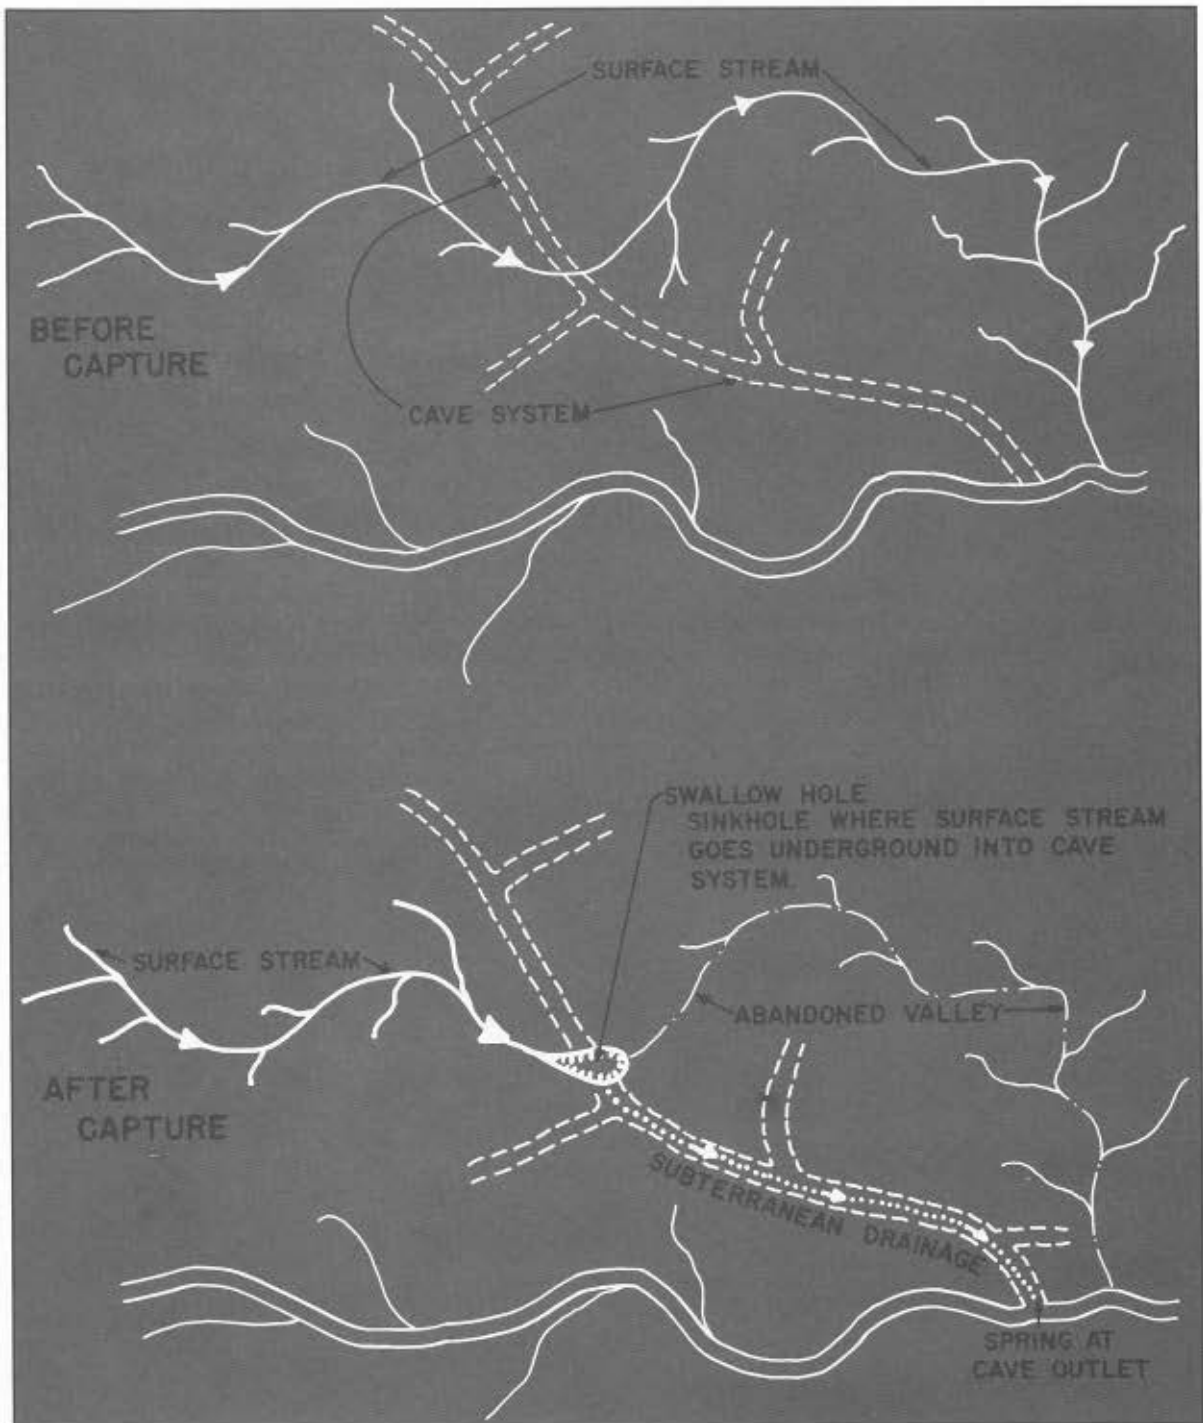 SURFACE STREAM
BEFORE
CAPTURE
CAVE SYSTEM
SWALLOW HOLE
SINKHOLE WHERE SURFACE STREAM
GOES UNDERGROUND INTO CAVE
SYSTEM.
SURFACE STREAM
ABANDONED VALLEY
AFTER
CAPTURE
SUBTERRANEAN DRAINAGE
SPRING AT
CAVE OUTLET